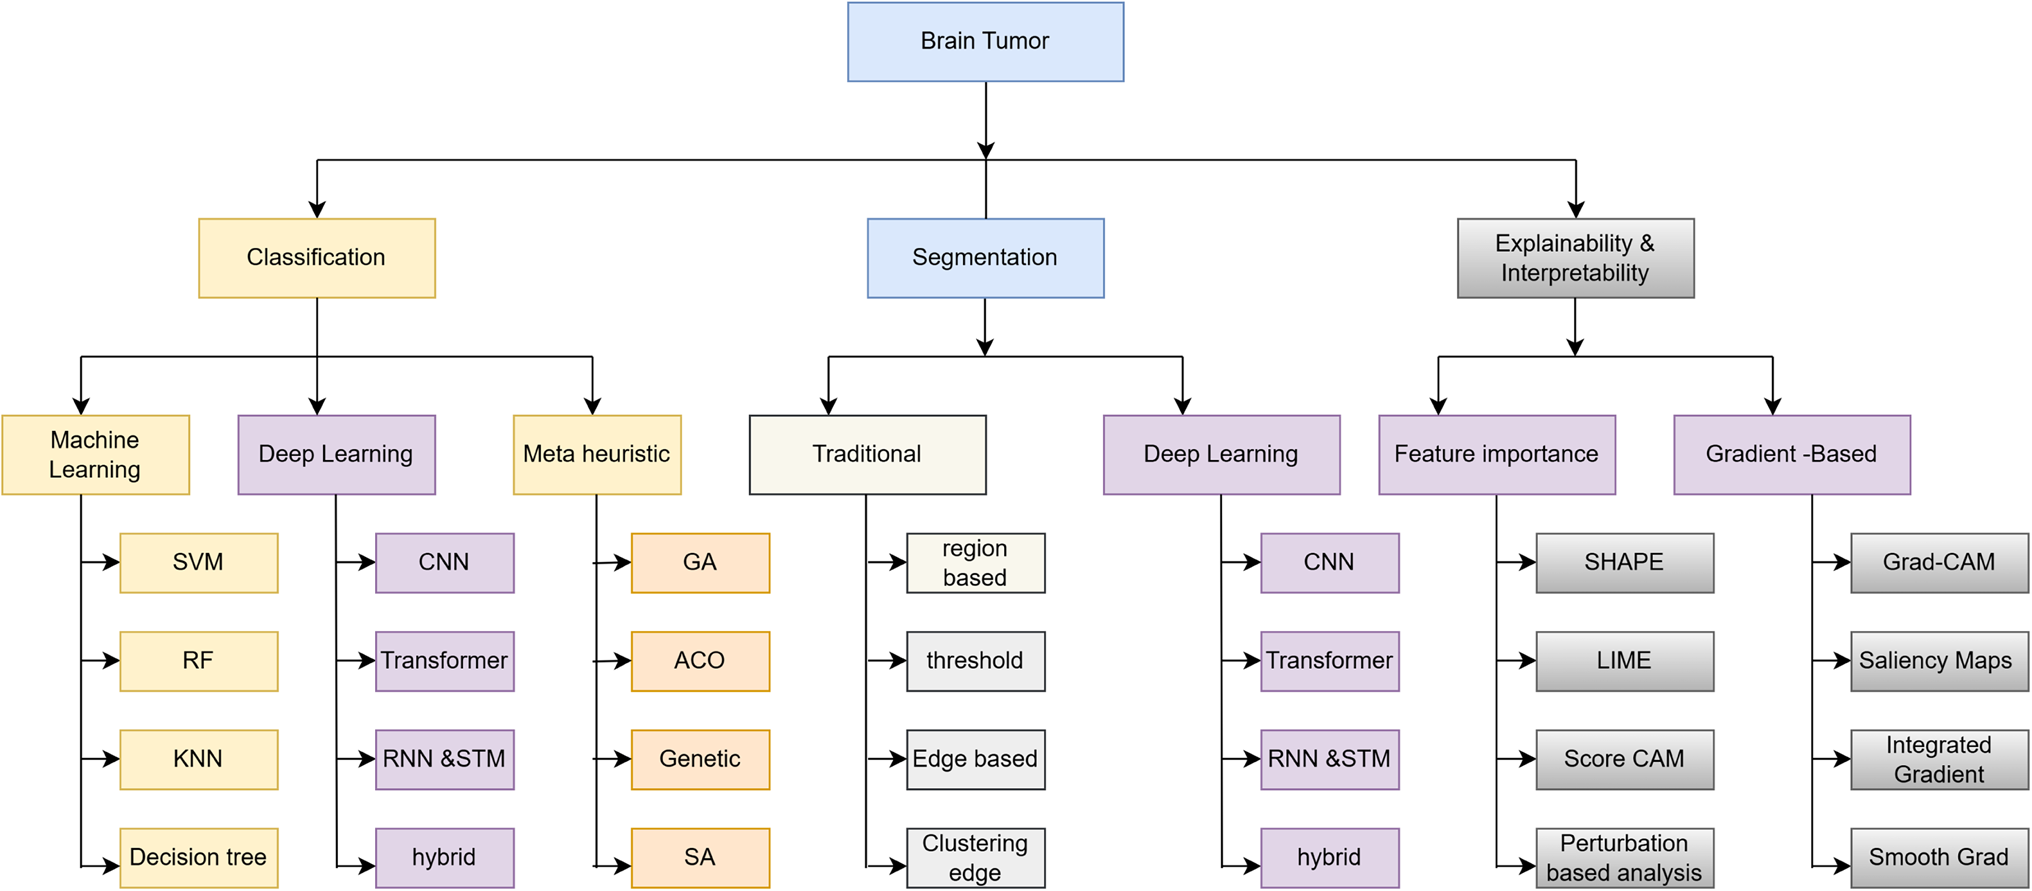 Brain Tumor
Classification
Segmentation
Explainability &
Interpretability
Machine
Learning
Deep Learning
Meta heuristic
Traditional
Deep Learning
Feature importance
Gradient -Based
SVM
CNN
GA
region
based
CNN
SHAPE
Grad-CAM
RF
Transformer
ACO
threshold
Transformer
LIME
Saliency Maps
KNN
RNN &STM
Genetic
Edge based
RNN &STM
Score CAM
Integrated
Gradient
Decision tree
hybrid
SA
Clustering
edge
hybrid
Perturbation
based analysis
Smooth Grad